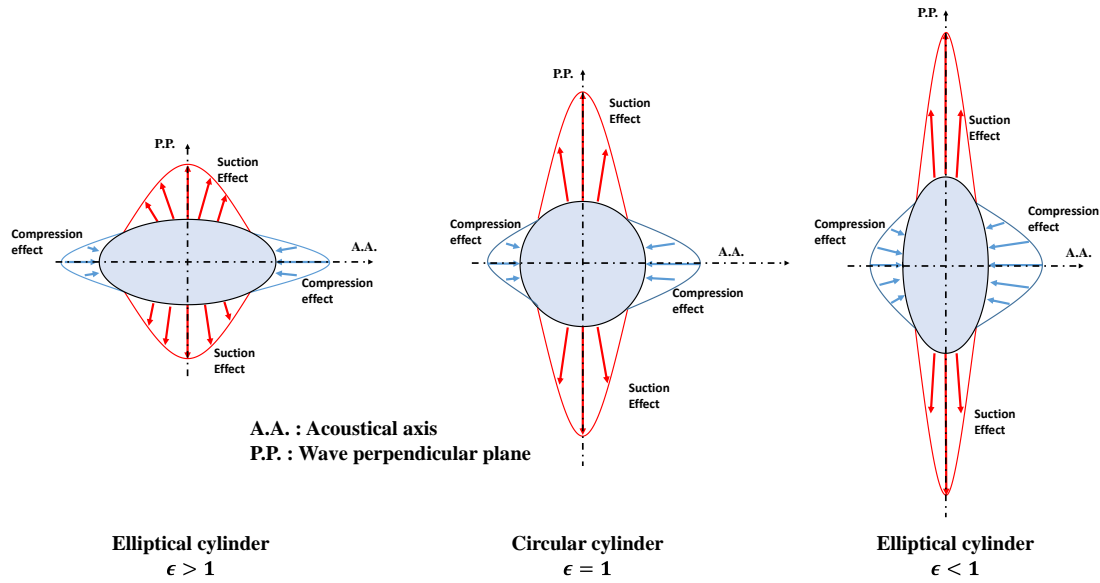 P.P.
Suction
Effect
Compression
effect
A.A.
Compression
effect
Suction
Effect
P.P.
Suction
Effect
Compression
effect
A.A.
Compression
effect
Suction
Effect
P.P.
Suction
Effect
Compression
effect
Compression
effect
A.A.
Suction
Effect
A.A. : Acoustical axis
P.P. : Wave perpendicular plane
Elliptical cylinder
ϵ > 1
Circular cylinder
ϵ = 1
Elliptical cylinder
ϵ < 1